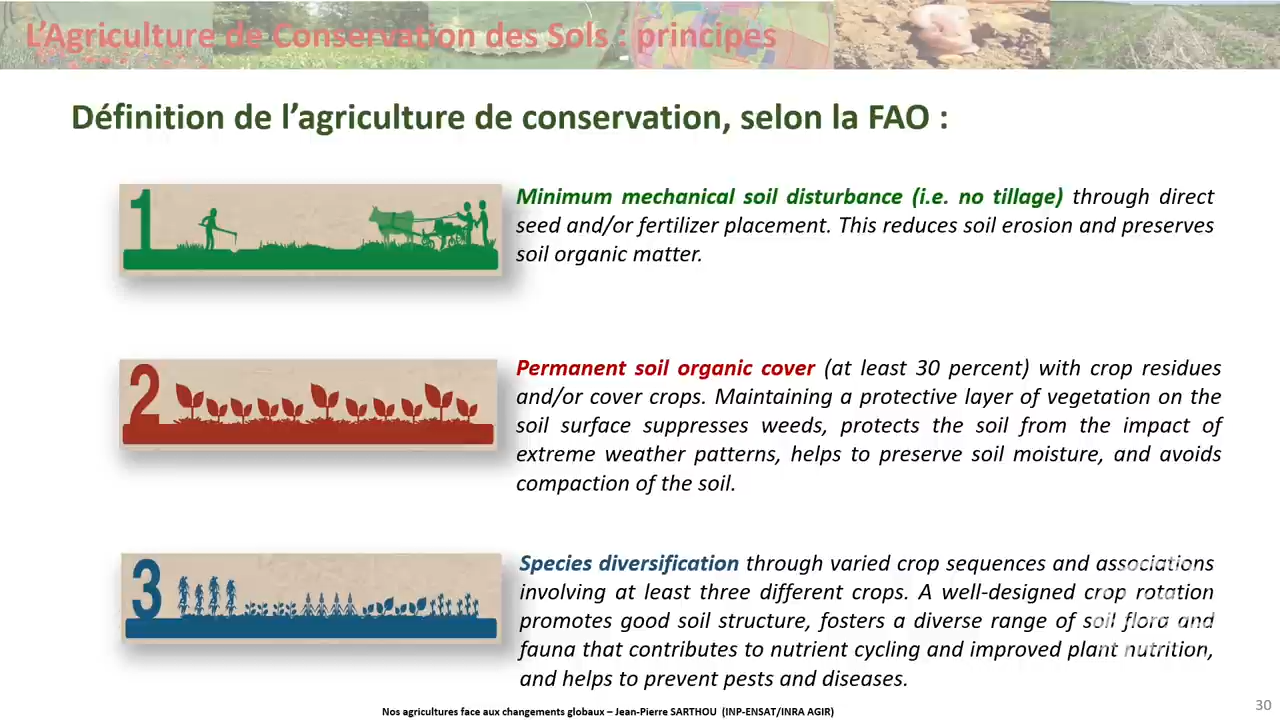 L’Agriculture de Conservation des Sols : principes
Définition de l’agriculture de conservation, selon la FAO :
1
Minimum mechanical soil disturbance (i.e. no tillage) through direct
seed and/or fertilizer placement. This reduces soil erosion and preserves
soil organic matter.
2
Permanent soil organic cover (at least 30 percent) with crop residues
and/or cover crops. Maintaining a protective layer of vegetation on the
soil surface suppresses weeds, protects the soil from the impact of
extreme weather patterns, helps to preserve soil moisture, and avoids
compaction of the soil.
3
Species diversification through varied crop sequences and associations
involving at least three different crops. A well-designed crop rotation
promotes good soil structure, fosters a diverse range of soil flora and
fauna that contributes to nutrient cycling and improved plant nutrition,
and helps to prevent pests and diseases.
Nos agricultures face aux changements globaux – Jean-Pierre SARTHOU (INP-ENSAT/INRA AGIR)
30